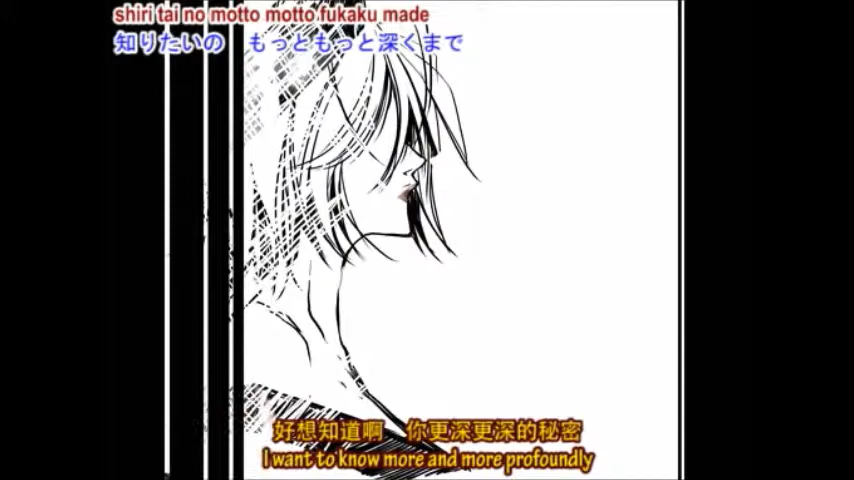 shiri tai no motto motto fukaku made
知りたいの　もっともっと深くまで
好想知道啊　你更深更深的秘密
I want to know more and more profoundly